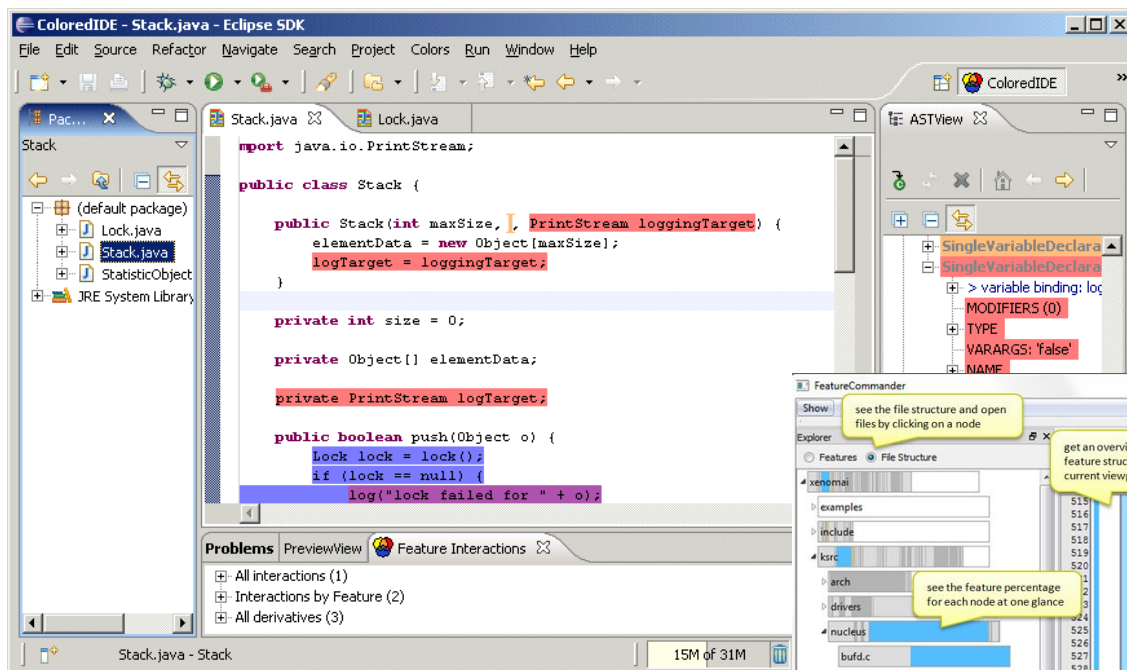 ColoredIDE - Stack.java - Eclipse SDK
File Edit Source Refactor Navigate Search Project Colors Run Window Help
ColoredIDE
»
Pac...
Stack
(default package)
Lock.java
Stack.java
StatisticObject
JRE System Library
Stack.java
Lock.java
mport java.io.PrintStream;
public class Stack {
public Stack(int maxSize, , PrintStream loggingTarget) {
elementData = new Object[maxSize];
logTarget = loggingTarget;
}
private int size = 0;
private Object[] elementData;
private PrintStream logTarget;
public boolean push(Object o) {
Lock lock = lock();
if (lock == null) {
log("lock failed for " + o);
ASTView
SingleVariableDeclara
SingleVariableDeclara
> variable binding: log
MODIFIERS (0)
TYPE
VARARGS: 'false'
NAME
Problems PreviewView Feature Interactions
All interactions (1)
Interactions by Feature (2)
All derivatives (3)
Stack.java - Stack
15M of 31M
FeatureCommander
Show
see the file structure and open
files by clicking on a node
Explorer
Features File Structure
xenomai
examples
include
ksrc
arch
drivers
nucleus
bufd.c
see the feature percentage
for each node at one glance
get an overvi
feature struc
current view
515
516
517
518
519
520
524
525
526
527
528